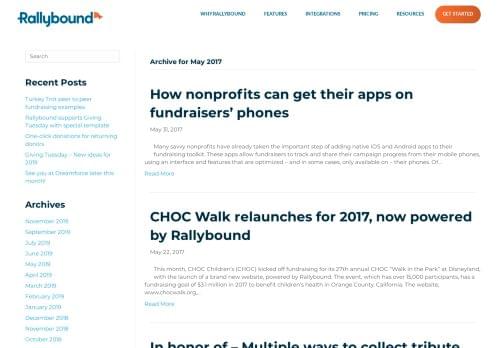 Rallybound
WHY RALLYBOUND
FEATURES
INTEGRATIONS
PRICING
RESOURCES
GET STARTED
Search
Recent Posts
Turkey Trot peer to peer
fundraising examples
Rallybound supports Giving
Tuesday with special template
One-click donations for returning
donors
Giving Tuesday – New ideas for
2019
See you at Dreamforce later this
month!
Archives
November 2019
September 2019
July 2019
June 2019
May 2019
April 2019
March 2019
February 2019
January 2019
December 2018
November 2018
October 2018
Archive for May 2017
How nonprofits can get their apps on
fundraisers’ phones
May 31, 2017
Many savvy nonprofits have already taken the important step of adding native iOS and Android apps to their
fundraising toolkit. These apps allow fundraisers to track and share their campaign progress from their mobile phones,
using an interface and features that are optimized – and in some cases, only available on – their phones. Of...
Read More
CHOC Walk relaunches for 2017, now powered
by Rallybound
May 22, 2017
This month, CHOC Children’s (CHOC) kicked off fundraising for its 27th annual CHOC “Walk in the Park” at Disneyland,
with the launch of a brand new website, powered by Rallybound. The event, which has over 15,000 participants, has a
fundraising goal of $3.1 million in 2017 to benefit children’s health in Orange County, California. The website,
www.chocwalk.org,...
Read More
In honor of – Multiple ways to collect tribute